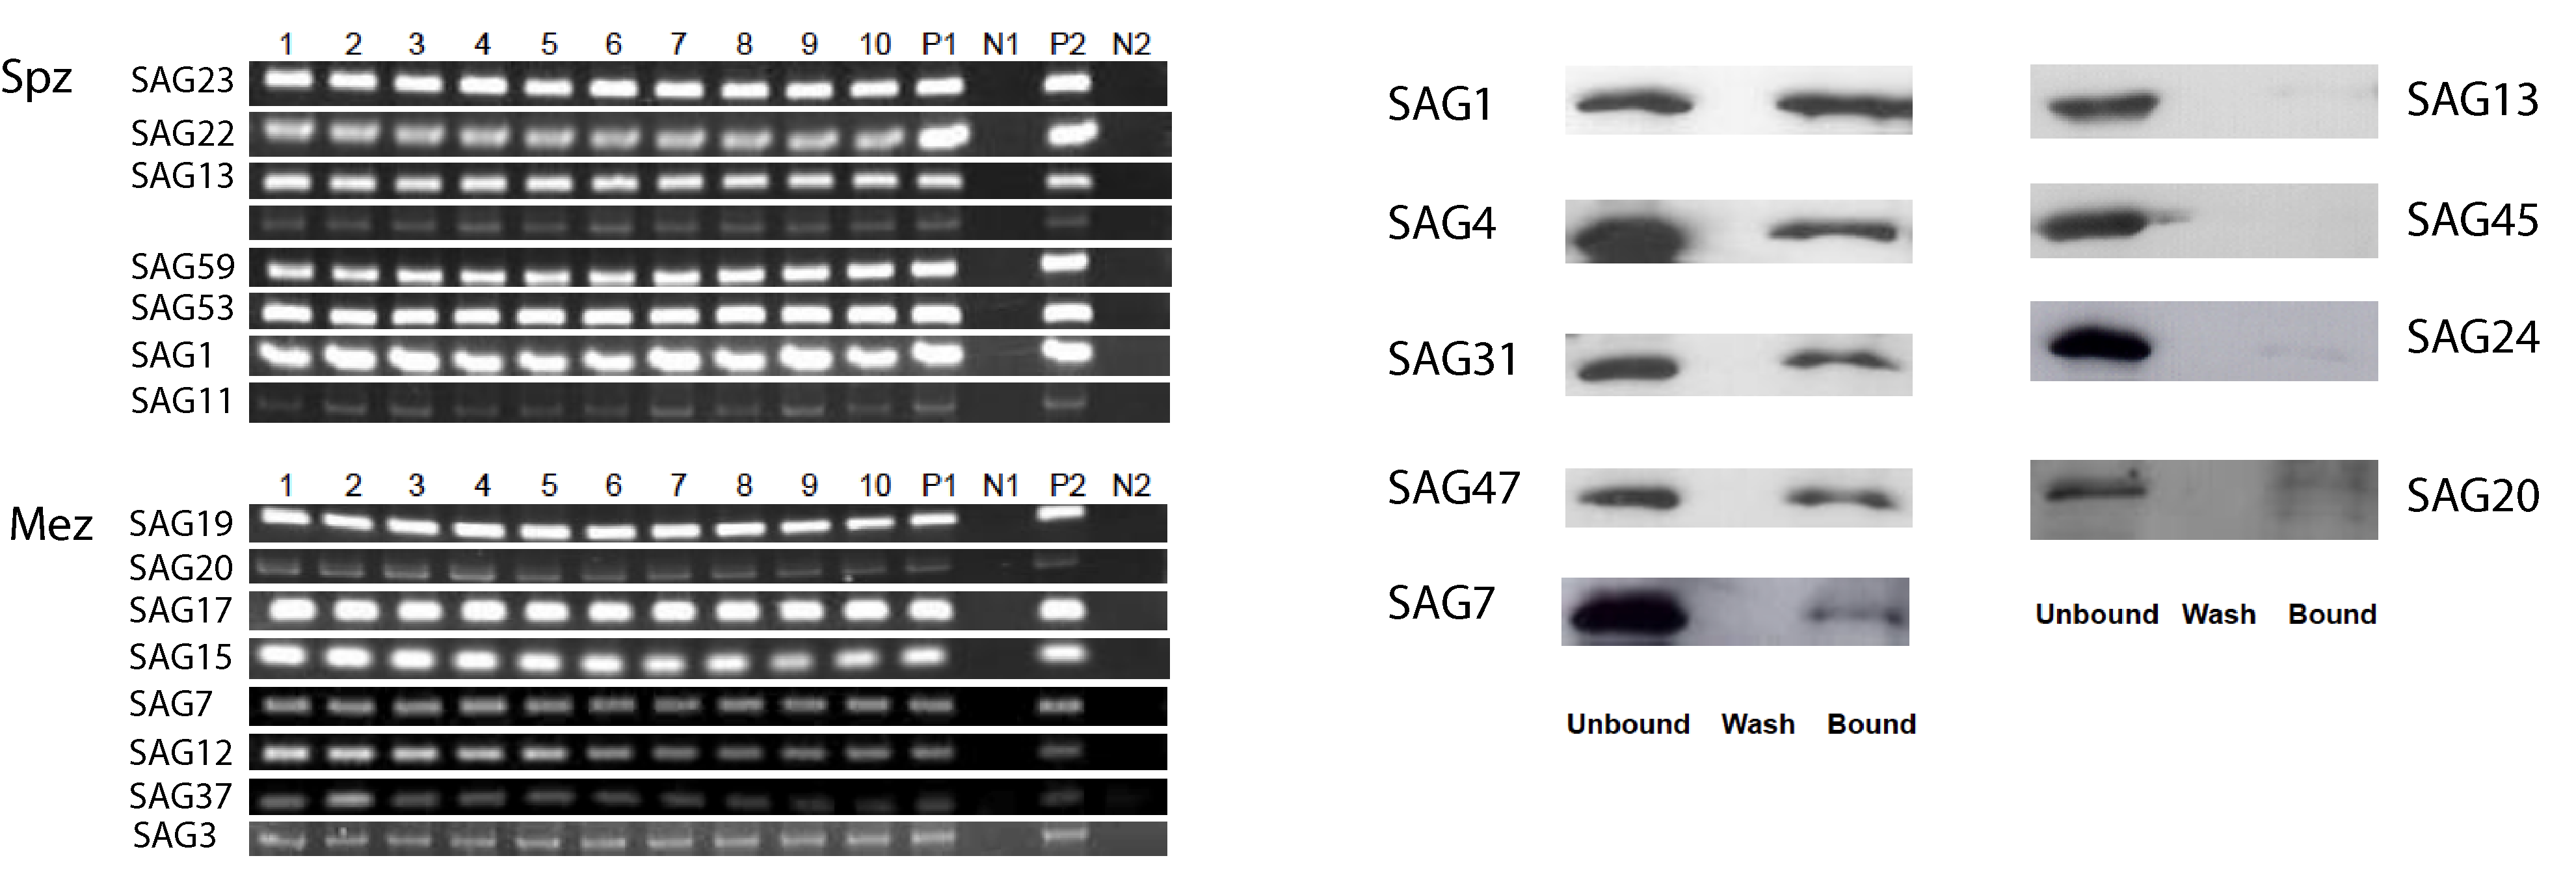 1 2 3 4 5 6 7 8 9 10 P1 N1 P2 N2
Spz
SAG23
SAG22
SAG13
SAG59
SAG53
SAG1
SAG11
1 2 3 4 5 6 7 8 9 10 P1 N1 P2 N2
Mez
SAG19
SAG20
SAG17
SAG15
SAG7
SAG12
SAG37
SAG3
SAG1
SAG4
SAG31
SAG47
SAG7
Unbound Wash Bound
SAG13
SAG45
SAG24
SAG20
Unbound Wash Bound